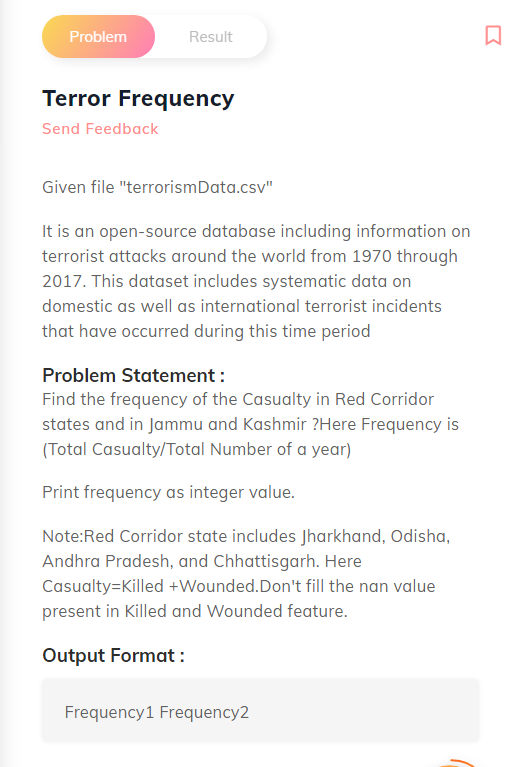 Problem Result
Terror Frequency
Send Feedback
Given file "terrorismData.csv"
It is an open-source database including information on
terrorist attacks around the world from 1970 through
2017. This dataset includes systematic data on
domestic as well as international terrorist incidents
that have occurred during this time period
Problem Statement :
Find the frequency of the Casualty in Red Corridor
states and in Jammu and Kashmir ?Here Frequency is
(Total Casualty/Total Number of a year)
Print frequency as integer value.
Note:Red Corridor state includes Jharkhand, Odisha,
Andhra Pradesh, and Chhattisgarh. Here
Casualty=Killed +Wounded.Don't fill the nan value
present in Killed and Wounded feature.
Output Format :
Frequency1 Frequency2